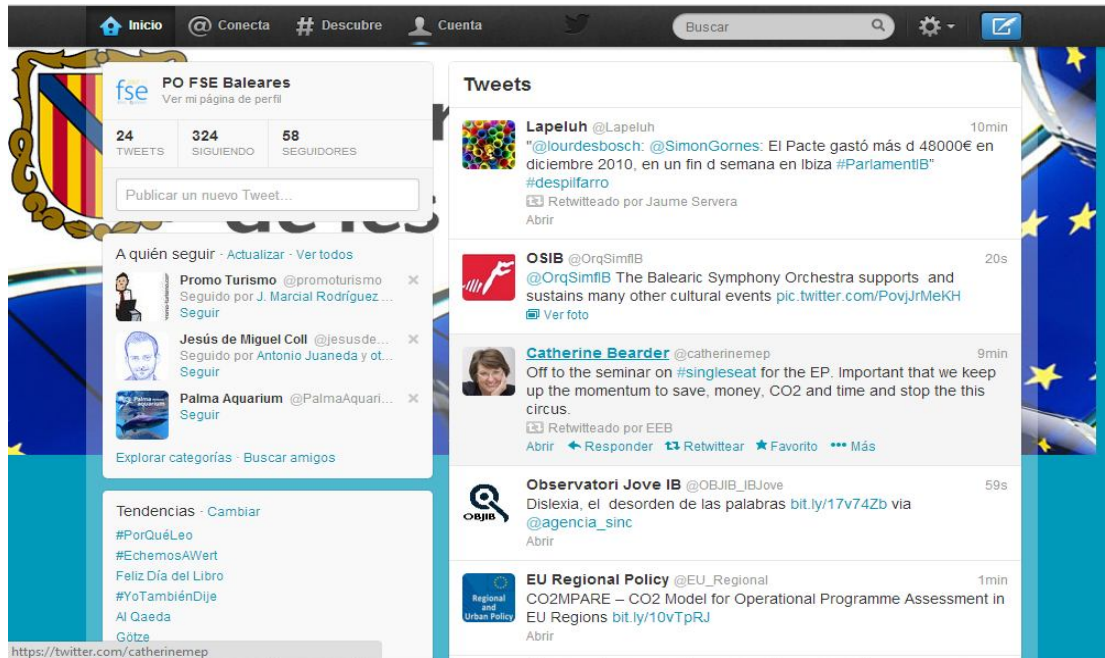 Inicio
Conecta
Descubre
Cuenta
Buscar
fse
PO FSE Baleares
Ver mi página de perfil
24
TWEETS
324
SIGUIENDO
58
SEGUIDORES
Publicar un nuevo Tweet...
de les
A quién seguir · Actualizar · Ver todos
Promo Turismo @promoturismo
Seguido por J. Marcial Rodríguez ...
Seguir
Jesús de Miguel Coll @jesusde...
Seguido por Antonio Juaneda y ot...
Seguir
Palma Aquarium @PalmaAquari...
Seguir
Explorar categorías · Buscar amigos
Tendencias · Cambiar
#PorQuéLeo
#EchemosAWert
Feliz Día del Libro
#YoTambiénDije
Al Qaeda
Götze
https://twitter.com/catherinemep
Tweets
Lapeluh @Lapeluh 10min
"@lourdesbosch: @SimonGornes: El Pacte gastó más d 48000€ en
diciembre 2010, en un fin d semana en Ibiza #ParlamentIB"
#despilfarro
Retwitteado por Jaume Servera
Abrir
OSIB @OrqSimfIB 20s
@OrqSimfIB The Balearic Symphony Orchestra supports and
sustains many other cultural events pic.twitter.com/PovjJrMeKH
Ver foto
Catherine Bearder @catherinemep 9min
Off to the seminar on #singleseat for the EP. Important that we keep
up the momentum to save, money, CO2 and time and stop the this
circus.
Retwitteado por EEB
Abrir Responder Retwittear Favorito Más
OBJIB
Observatori Jove IB @OBJIB_IBJove 59s
Dislexia, el desorden de las palabras bit.ly/17v74Zb via
@agencia_sinc
Abrir
Regional
and
Urban Policy
EU Regional Policy @EU_Regional 1min
CO2MPARE – CO2 Model for Operational Programme Assessment in
EU Regions bit.ly/10vTpRJ
Abrir